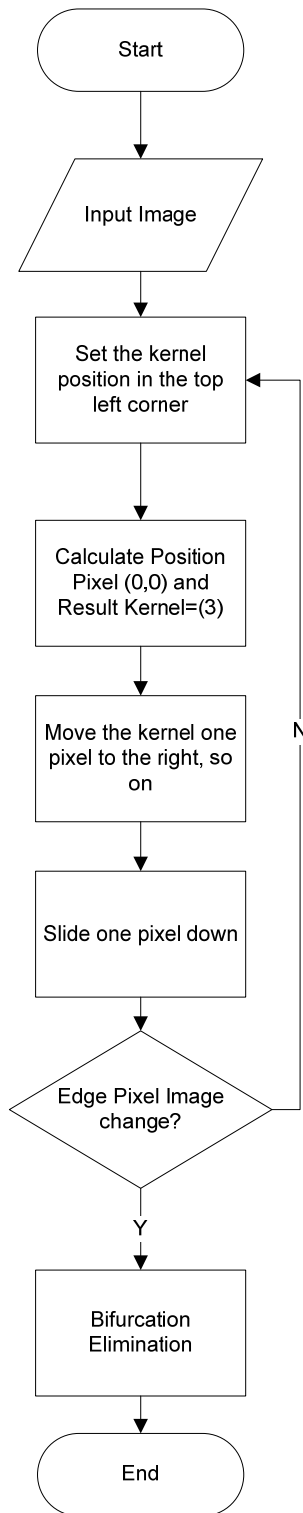 Start
Input Image
Set the kernel
position in the top
left corner
Calculate Position
Pixel (0,0) and
Result Kernel=(3)
Move the kernel one
pixel to the right, so
on
N
Slide one pixel down
Edge Pixel Image
change?
Y
Bifurcation
Elimination
End